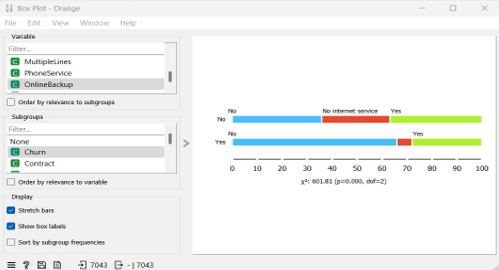 Box Plot - Orange
File Edit View Window Help
Variable
Filter...
C MultipleLines
C PhoneService
C OnlineBackup
Order by relevance to subgroups
Subgroups
Filter...
None
C Churn
C Contract
Order by relevance to variable
Display
Stretch bars
Show box labels
Sort by subgroup frequencies
7043 - | 7043
No No internet service Yes
No
No Yes
Yes
0 10 20 30 40 50 60 70 80 90 100
χ²: 601.81 (p=0.000, dof=2)